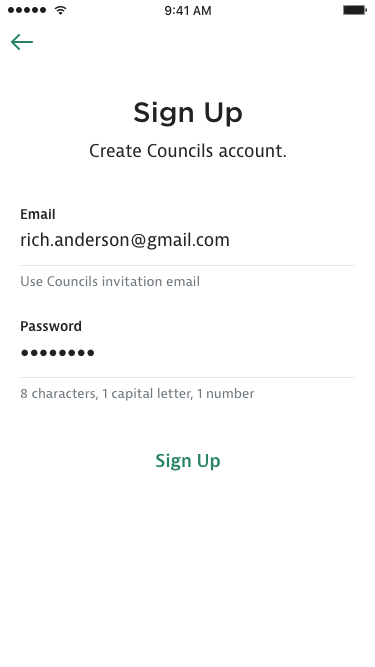 9:41 AM
Sign Up
Create Councils account.
Email
rich.anderson@gmail.com
Use Councils invitation email
Password
••••••••
8 characters, 1 capital letter, 1 number
Sign Up